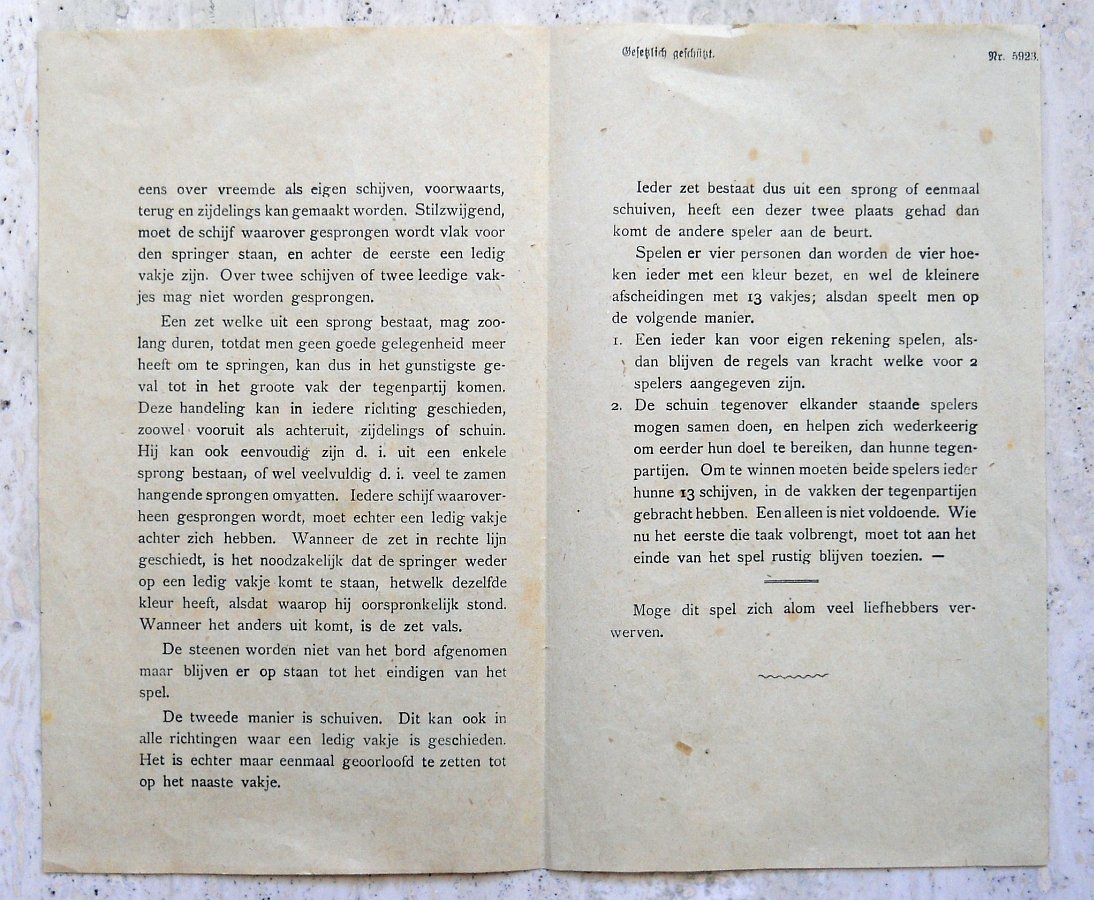 eens over vreemde als eigen schijven, voorwaarts,
terug en zijdelings kan gemaakt worden. Stilzwijgend,
moet de schijf waarover gesprongen wordt vlak voor
den springer staan, en achter de eerste een ledig
vakje zijn. Over twee schijven of twee leedige vak-
jes mag niet worden gesprongen.
Een zet welke uit een sprong bestaat, mag zoo-
lang duren, totdat men geen goede gelegenheid meer
heeft om te springen, kan dus in het gunstigste ge-
val tot in het groote vak der tegenpartij komen.
Deze handeling kan in iedere richting geschieden,
zoowel vooruit als achteruit, zijdelings of schuin.
Hij kan ook eenvoudig zijn d. i. uit een enkele
sprong bestaan, of wel veelvuldig d. i. veel te zamen
hangende sprongen omvatten. Iedere schijf waarover-
heen gesprongen wordt, moet echter een ledig vakje
achter zich hebben. Wanneer de zet in rechte lijn
geschiedt, is het noodzakelijk dat de springer weder
op een ledig vakje komt te staan, hetwelk dezelfde
kleur heeft, alsdat waarop hij oorspronkelijk stond.
Wanneer het anders uit komt, is de zet vals.
De steenen worden niet van het bord afgenomen
maar blijven er op staan tot het eindigen van het
spel.
De tweede manier is schuiven. Dit kan ook in
alle richtingen waar een ledig vakje is geschieden.
Het is echter maar eenmaal geoorloofd te zetten tot
op het naaste vakje.
Gesetzlich geschützt.
Nr. 5923.
Ieder zet bestaat dus uit een sprong of eenmaal
schuiven, heeft een dezer twee plaats gehad dan
komt de andere speler aan de beurt.
Spelen er vier personen dan worden de vier hoe-
ken ieder met een kleur bezet, en wel de kleinere
afscheidingen met 13 vakjes; alsdan speelt men op
de volgende manier.
1. Een ieder kan voor eigen rekening spelen, als-
dan blijven de regels van kracht welke voor 2
spelers aangegeven zijn.
2. De schuin tegenover elkander staande spelers
mogen samen doen, en helpen zich wederkeerig
om eerder hun doel te bereiken, dan hunne tegen-
partijen. Om te winnen moeten beide spelers ieder
hunne 13 schijven, in de vakken der tegenpartijen
gebracht hebben. Een alleen is niet voldoende. Wie
nu het eerste die taak volbrengt, moet tot aan het
einde van het spel rustig blijven toezien. —
Moge dit spel zich alom veel liefhebbers ver-
werven.